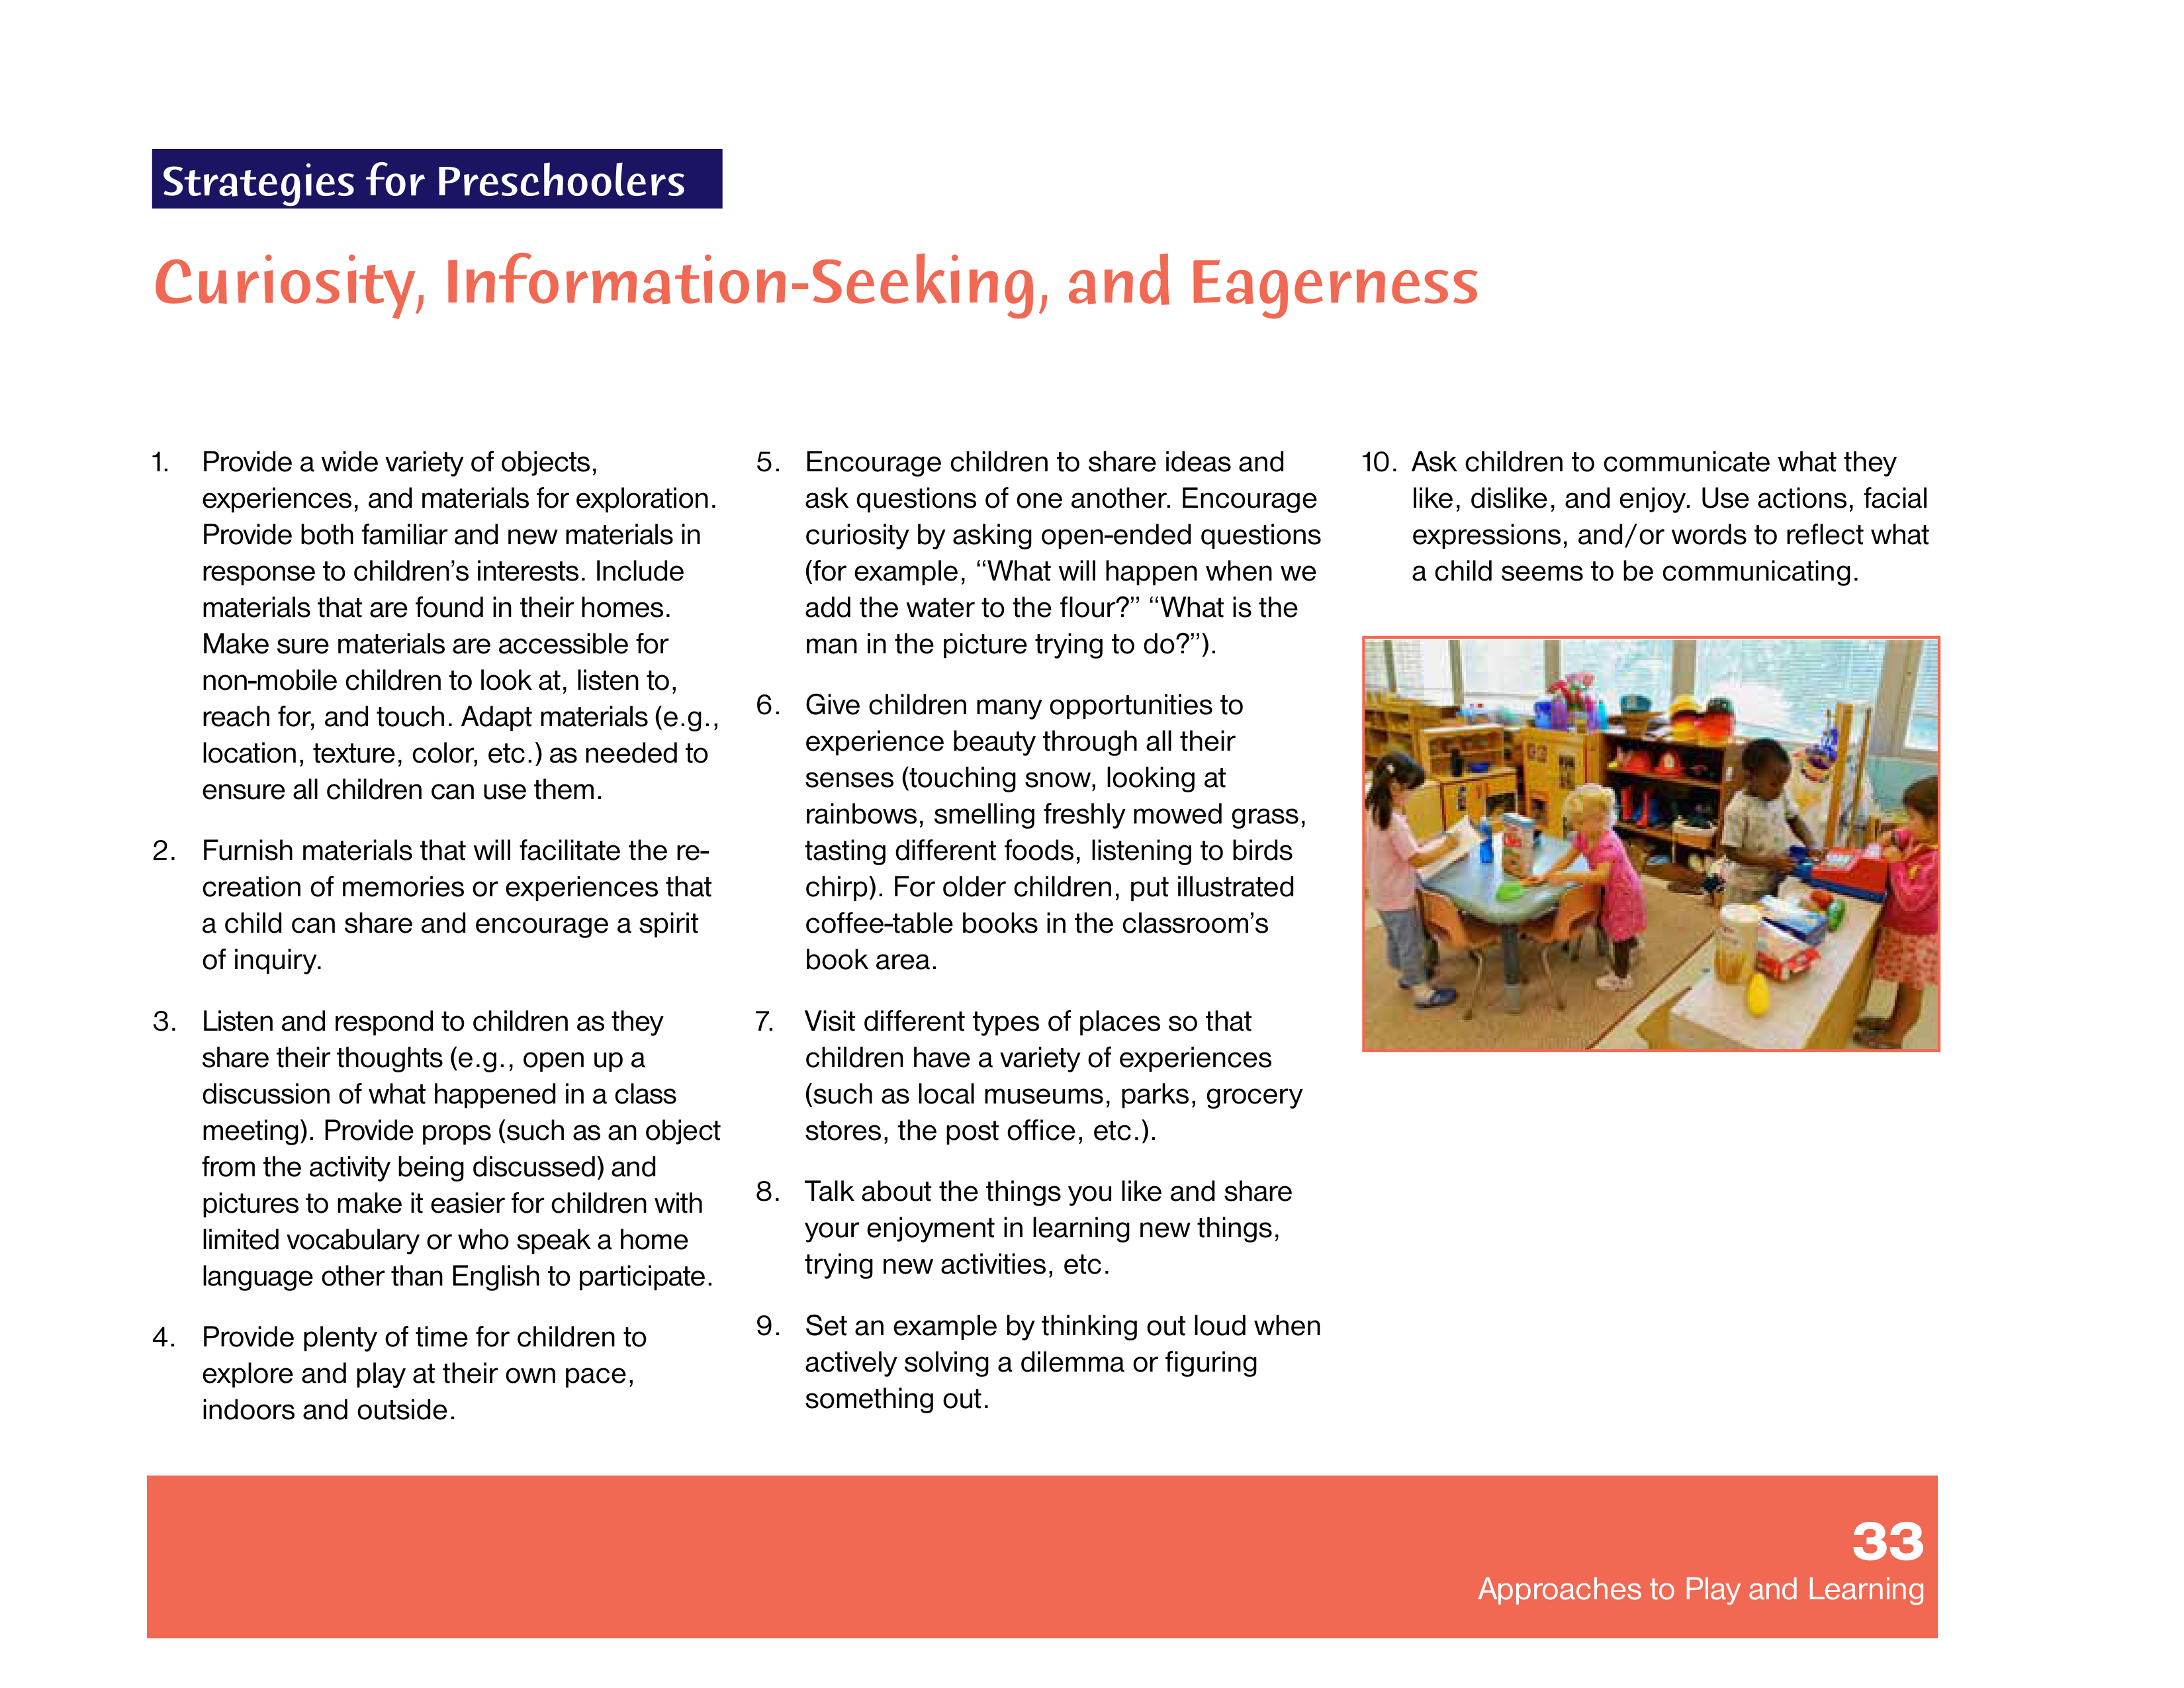 Strategies for Preschoolers
Curiosity, Information-Seeking, and Eagerness
1. Provide a wide variety of objects,
experiences, and materials for exploration.
Provide both familiar and new materials in
response to children’s interests. Include
materials that are found in their homes.
Make sure materials are accessible for
non-mobile children to look at, listen to,
reach for, and touch. Adapt materials (e.g.,
location, texture, color, etc.) as needed to
ensure all children can use them.
2. Furnish materials that will facilitate the re-
creation of memories or experiences that
a child can share and encourage a spirit
of inquiry.
3. Listen and respond to children as they
share their thoughts (e.g., open up a
discussion of what happened in a class
meeting). Provide props (such as an object
from the activity being discussed) and
pictures to make it easier for children with
limited vocabulary or who speak a home
language other than English to participate.
4. Provide plenty of time for children to
explore and play at their own pace,
indoors and outside.
5. Encourage children to share ideas and
ask questions of one another. Encourage
curiosity by asking open-ended questions
(for example, “What will happen when we
add the water to the flour?” “What is the
man in the picture trying to do?”).
6. Give children many opportunities to
experience beauty through all their
senses (touching snow, looking at
rainbows, smelling freshly mowed grass,
tasting different foods, listening to birds
chirp). For older children, put illustrated
coffee-table books in the classroom’s
book area.
7. Visit different types of places so that
children have a variety of experiences
(such as local museums, parks, grocery
stores, the post office, etc.).
8. Talk about the things you like and share
your enjoyment in learning new things,
trying new activities, etc.
9. Set an example by thinking out loud when
actively solving a dilemma or figuring
something out.
10. Ask children to communicate what they
like, dislike, and enjoy. Use actions, facial
expressions, and/or words to reflect what
a child seems to be communicating.
33
Approaches to Play and Learning